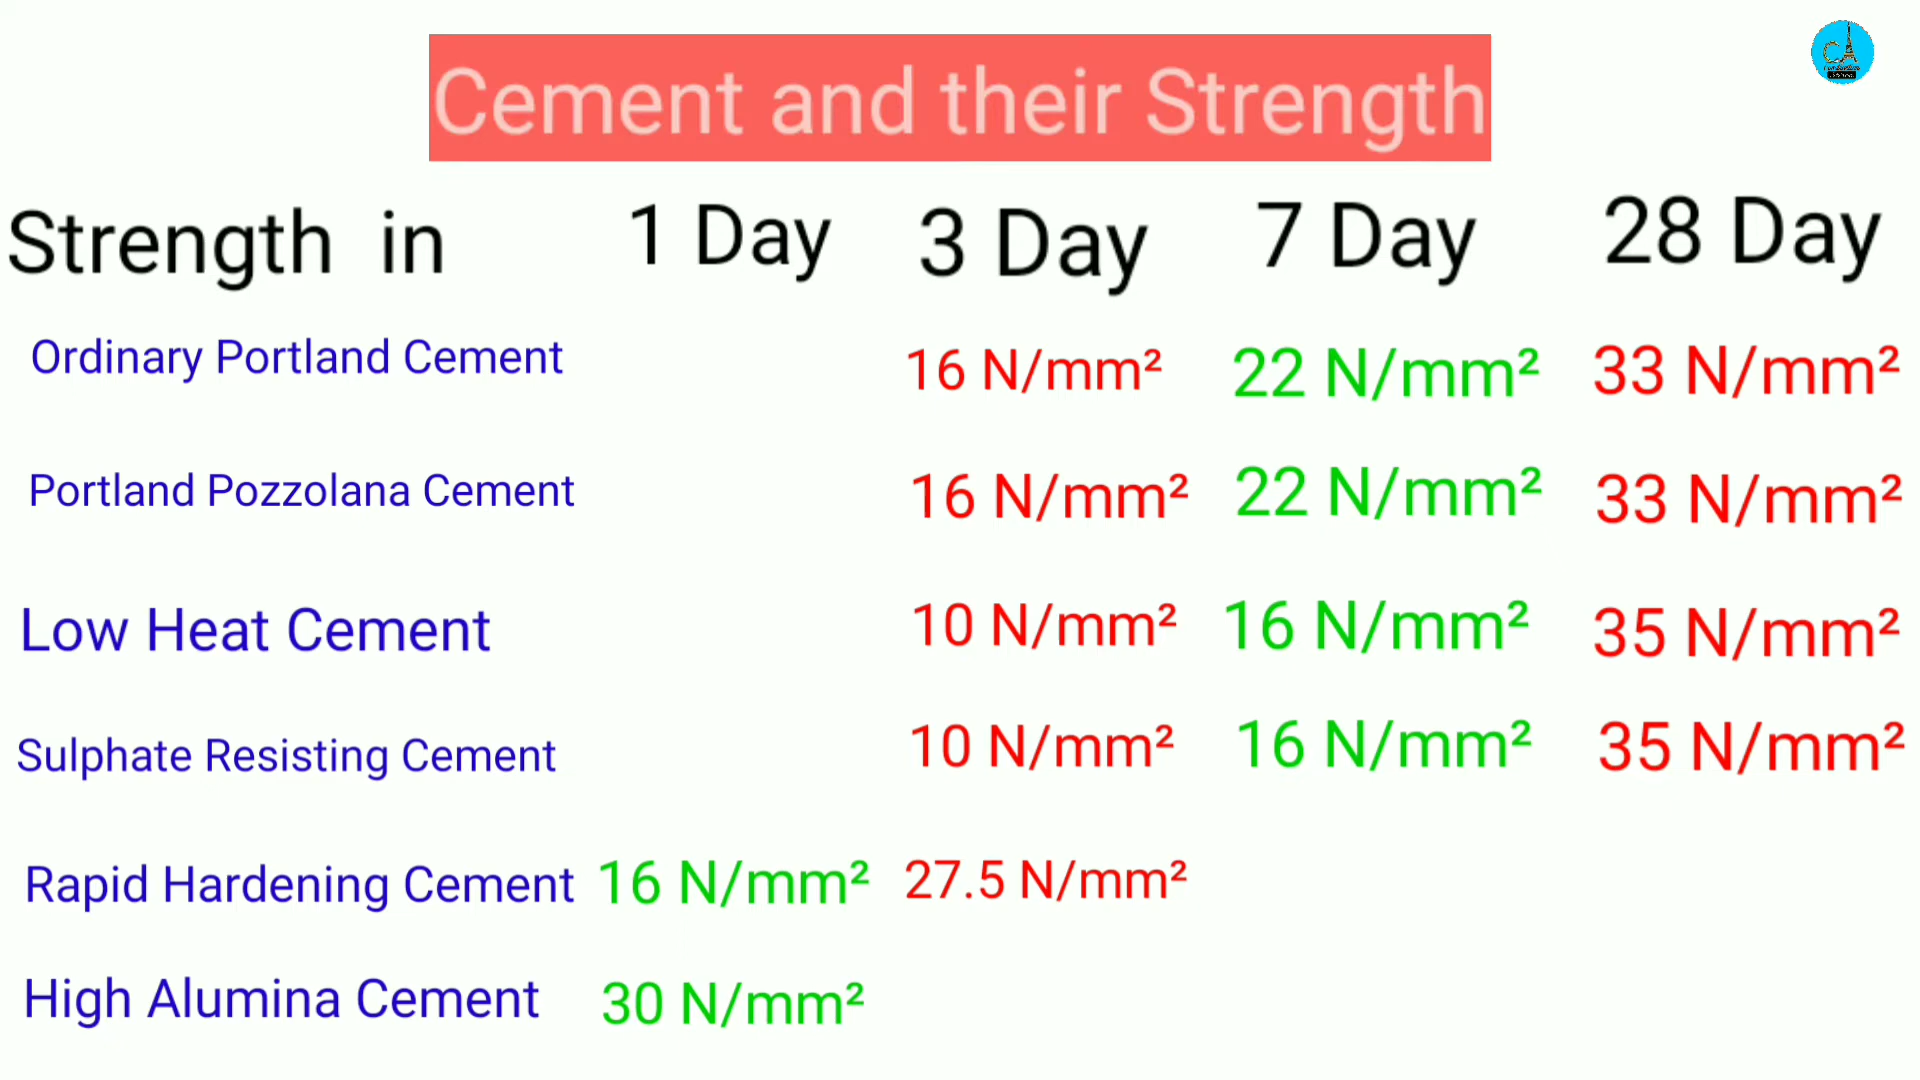 Cement and their Strength
Strength in 1 Day 3 Day 7 Day 28 Day
Ordinary Portland Cement 16 N/mm² 22 N/mm² 33 N/mm²
Portland Pozzolana Cement 16 N/mm² 22 N/mm² 33 N/mm²
Low Heat Cement 10 N/mm² 16 N/mm² 35 N/mm²
Sulphate Resisting Cement 10 N/mm² 16 N/mm² 35 N/mm²
Rapid Hardening Cement 16 N/mm² 27.5 N/mm²
High Alumina Cement 30 N/mm²